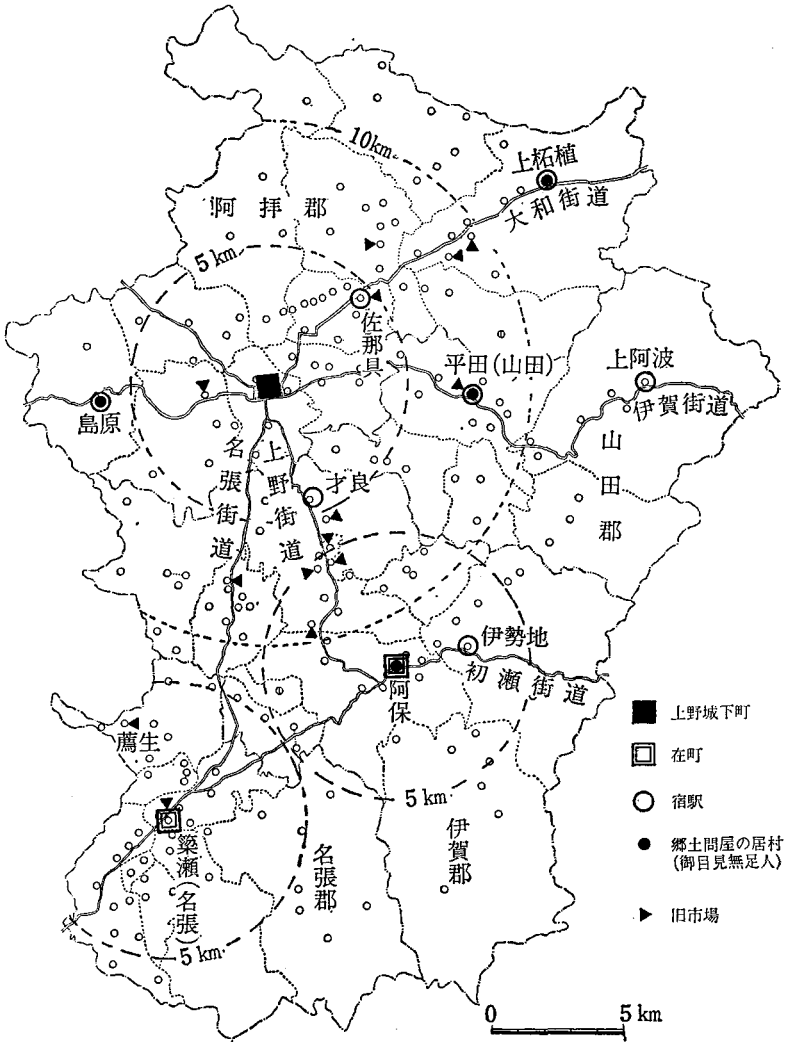 10km
上柘植
大和街道
阿拝郡
5km
佐那具
平田(山田)
上阿波
伊賀街道
島原
名張街道
上野街道
才良
山田郡
伊勢地
初瀬街道
阿保
薦生
5km
簗瀬(名張)
名張郡
伊賀郡
5km
上野城下町
在町
宿駅
郷士問屋の居村
(御目見無足人)
旧市場
0 5km